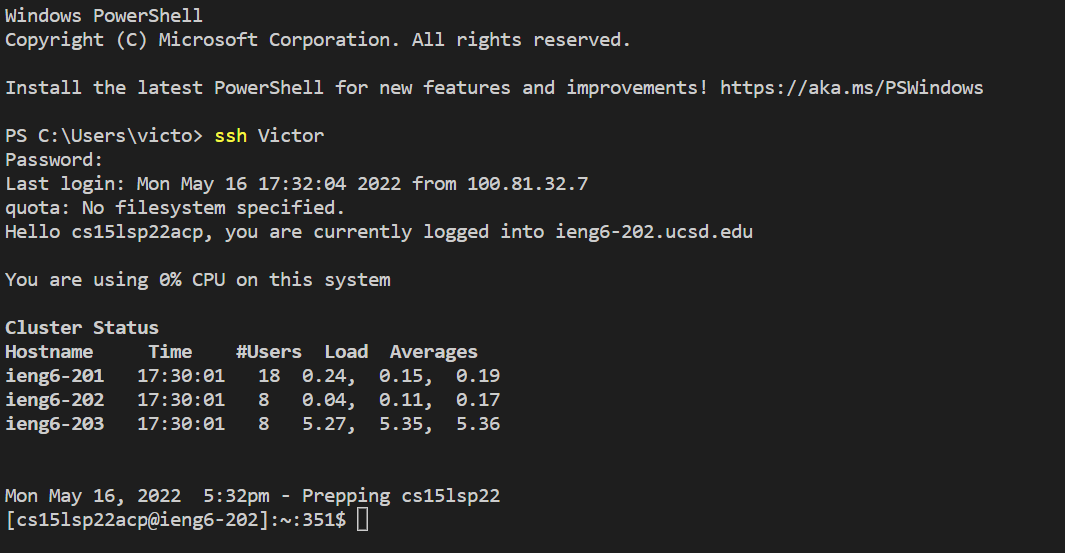 Windows PowerShell
Copyright (C) Microsoft Corporation. All rights reserved.
Install the latest PowerShell for new features and improvements! https://aka.ms/PSWindows
PS C:\Users\victo> ssh Victor
Password:
Last login: Mon May 16 17:32:04 2022 from 100.81.32.7
quota: No filesystem specified.
Hello cs15lsp22acp, you are currently logged into ieng6-202.ucsd.edu
You are using 0% CPU on this system
Cluster Status
Hostname     Time    #Users  Load  Averages
ieng6-201   17:30:01   18  0.24,  0.15,  0.19
ieng6-202   17:30:01   8   0.04,  0.11,  0.17
ieng6-203   17:30:01   8   5.27,  5.35,  5.36
Mon May 16, 2022  5:32pm - Prepping cs15lsp22
[cs15lsp22acp@ieng6-202]:~:351$